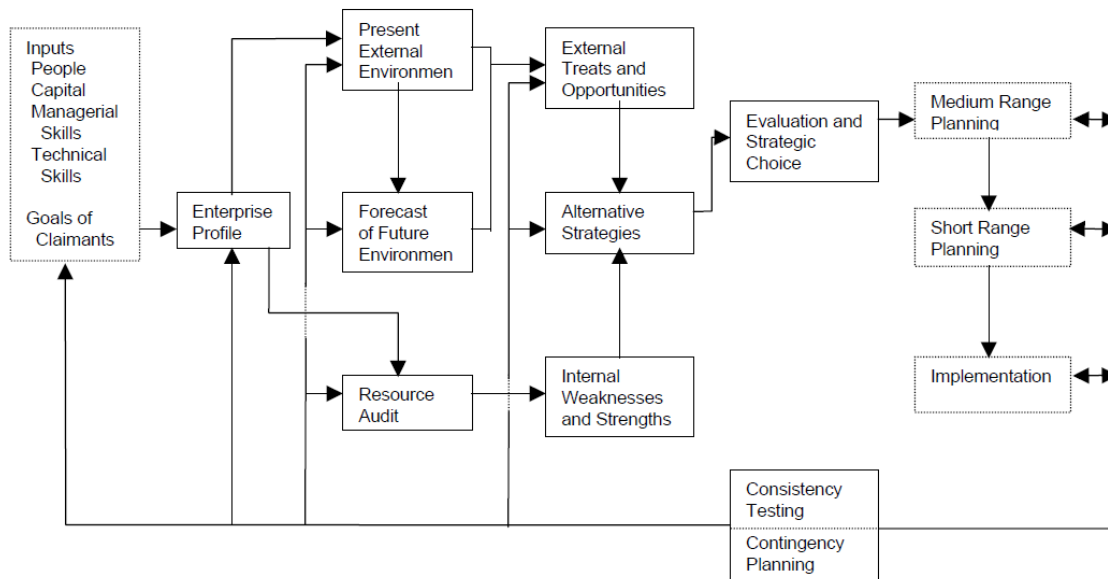 Inputs
People
Capital
Managerial
Skills
Technical
Skills
Goals of
Claimants
Enterprise
Profile
Present
External
Environmen
Forecast
of Future
Environmen
Resource
Audit
External
Treats and
Opportunities
Alternative
Strategies
Internal
Weaknesses
and Strengths
Evaluation and
Strategic
Choice
Medium Range
Planning
Short Range
Planning
Implementation
Consistency
Testing
Contingency
Planning